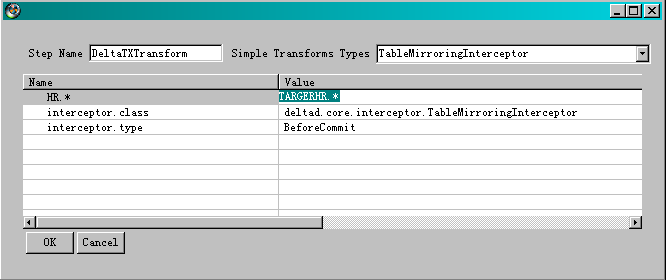 Step Name DeltaTXTransform Simple Transforms Types TableMirroringInterceptor
Name Value
HR.* TARGERHR.*
interceptor.class deltad.core.interceptor.TableMirroringInterceptor
interceptor.type BeforeCommit
OK Cancel